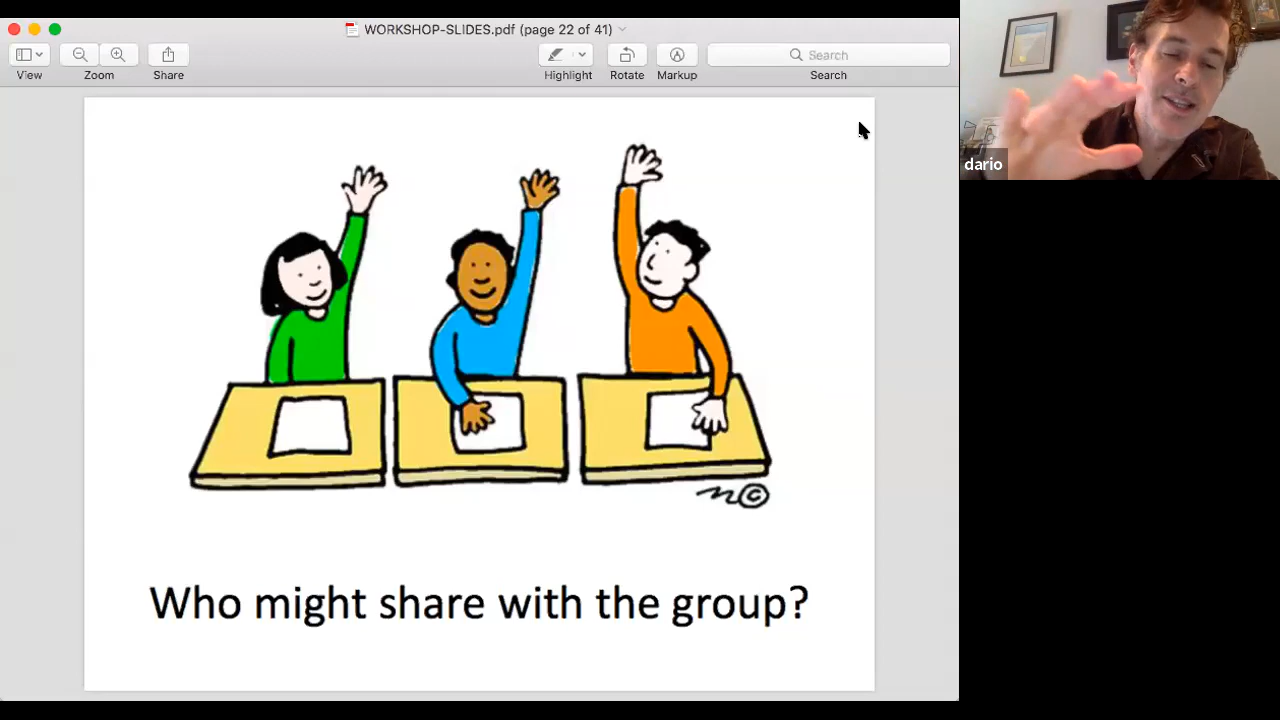 WORKSHOP-SLIDES.pdf (page 22 of 41)
View
Zoom
Share
Highlight
Rotate
Markup
Search
Search
dario
©
Who might share with the group?